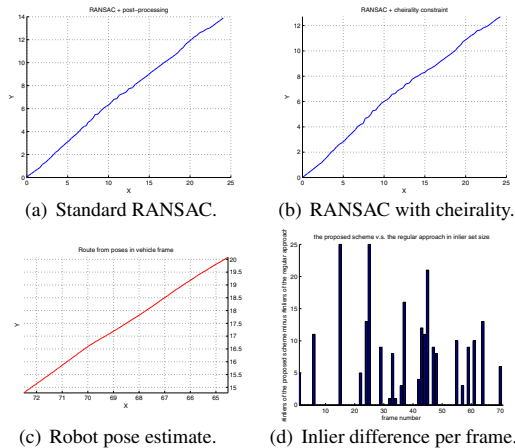 RANSAC + post−processing
14
12
10
8
6
4
2
0
0 5 10 15 20 25
X
Y
(a) Standard RANSAC.
RANSAC + cheirality constraint
12
10
8
6
4
2
0
0 5 10 15 20 25
X
Y
(b) RANSAC with cheirality.
Route from poses in vehicle frame
20
19.5
19
18.5
18
17.5
17
16.5
16
15.5
15
72 71 70 69 68 67 66 65
X
Y
(c) Robot pose estimate.
the proposed scheme v.s. the regular approach in inlier set size
#inliers of the proposed scheme minus #inliers of the regular approach
25
20
15
10
5
0
10 20 30 40 50 60 70
frame number
(d) Inlier difference per frame.